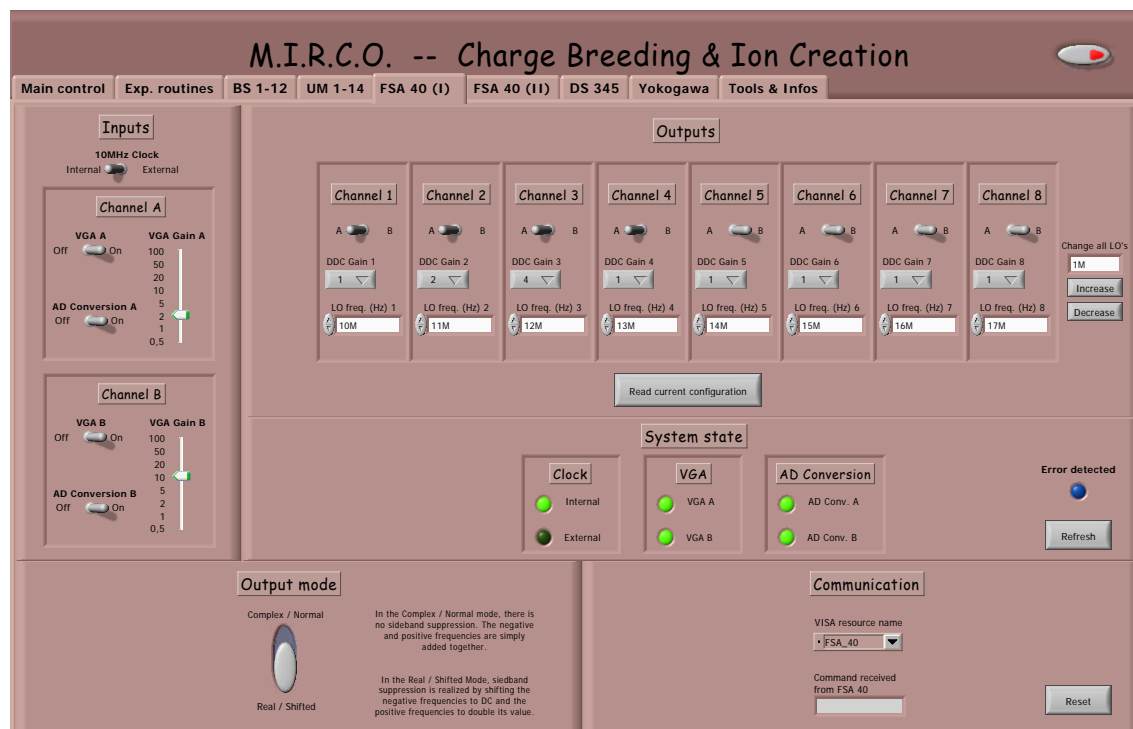 M.I.R.C.O. -- Charge Breeding & Ion Creation
Main control Exp. routines BS 1-12 UM 1-14 FSA 40 (I) FSA 40 (II) DS 345 Yokogawa Tools & Infos
Inputs
10MHz Clock
Internal External
Channel A
VGA A VGA Gain A
Off On
100
50
20
10
5
2
1
0,5
AD Conversion A
Off On
Channel B
VGA B VGA Gain B
Off On
100
50
20
10
5
2
1
0,5
AD Conversion B
Off On
Outputs
Channel 1 Channel 2 Channel 3 Channel 4 Channel 5 Channel 6 Channel 7 Channel 8
A B A B A B A B A B A B A B A B
DDC Gain 1 DDC Gain 2 DDC Gain 3 DDC Gain 4 DDC Gain 5 DDC Gain 6 DDC Gain 7 DDC Gain 8
1 2 4 1 1 1 1 1
LO freq. (Hz) 1 LO freq. (Hz) 2 LO freq. (Hz) 3 LO freq. (Hz) 4 LO freq. (Hz) 5 LO freq. (Hz) 6 LO freq. (Hz) 7 LO freq. (Hz) 8
10M 11M 12M 13M 14M 15M 16M 17M
Change all LO's
1M
Increase
Decrease
Read current configuration
System state
Clock
Internal
External
VGA
VGA A
VGA B
AD Conversion
AD Conv. A
AD Conv. B
Error detected
Refresh
Output mode
Complex / Normal
Real / Shifted
In the Complex / Normal mode, there is
no sideband suppression. The negative
and positive frequencies are simply
added together.
In the Real / Shifted Mode, siedband
suppression is realized by shifting the
negative frequencies to DC and the
positive frequencies to double its value.
Communication
VISA resource name
FSA_40
Command received
from FSA 40
Reset